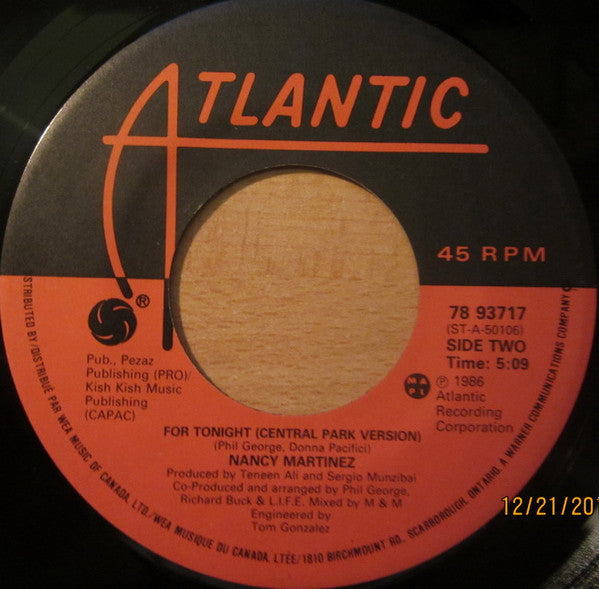 ATLANTIC
45 RPM
®
78 93717
(ST-A-50106)
SIDE TWO
Time: 5:09
Pub., Pezaz
Publishing (PRO)/
Kish Kish Music
Publishing
(CAPAC)
MAPL
℗ 1986
Atlantic
Recording
Corporation
FOR TONIGHT (CENTRAL PARK VERSION)
(Phil George, Donna Pacifici)
NANCY MARTINEZ
Produced by Teneen Ali and Sergio Munzibai
Co-Produced and arranged by Phil George,
Richard Buck & L.I.F.E. Mixed by M & M
Engineered by
Tom Gonzalez
DISTRIBUTED BY/DISTRIBUÉ PAR WEA MUSIC OF CANADA, LTD./WEA MUSIQUE DU CANADA, LTÉE/1810 BIRCHMOUNT RD. SCARBOROUGH, ONTARIO. A WARNER COMMUNICATIONS COMPANY
12/21/20